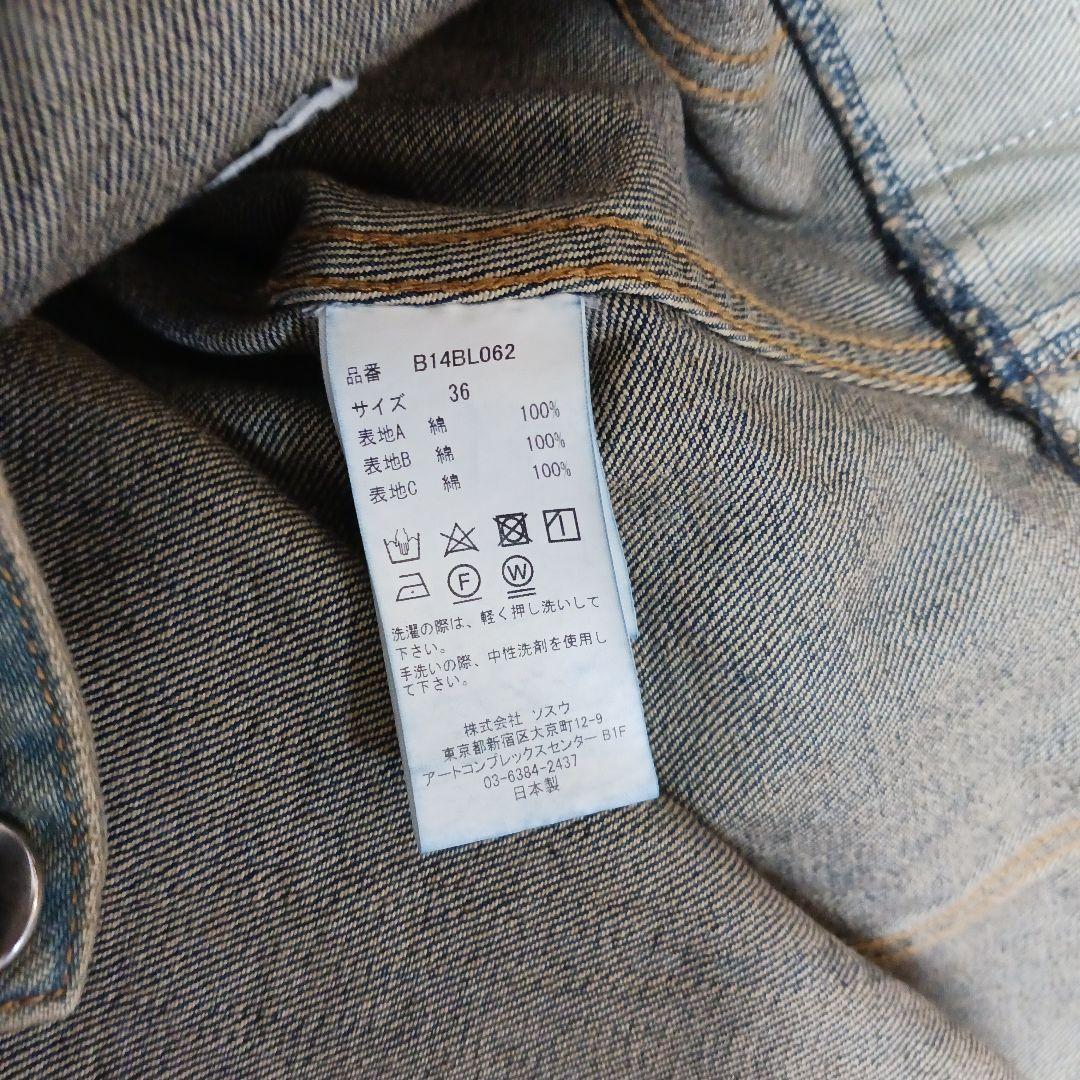 品番 B14BL062
サイズ 36
表地A 綿 100%
表地B 綿 100%
表地C 綿 100%
F W
洗濯の際は、軽く押し洗いして
下さい。
手洗いの際、中性洗剤を使用し
て下さい。
株式会社 ソスウ
東京都新宿区大京町12-9
アートコンプレックスセンター B1F
03-6384-2437
日本製